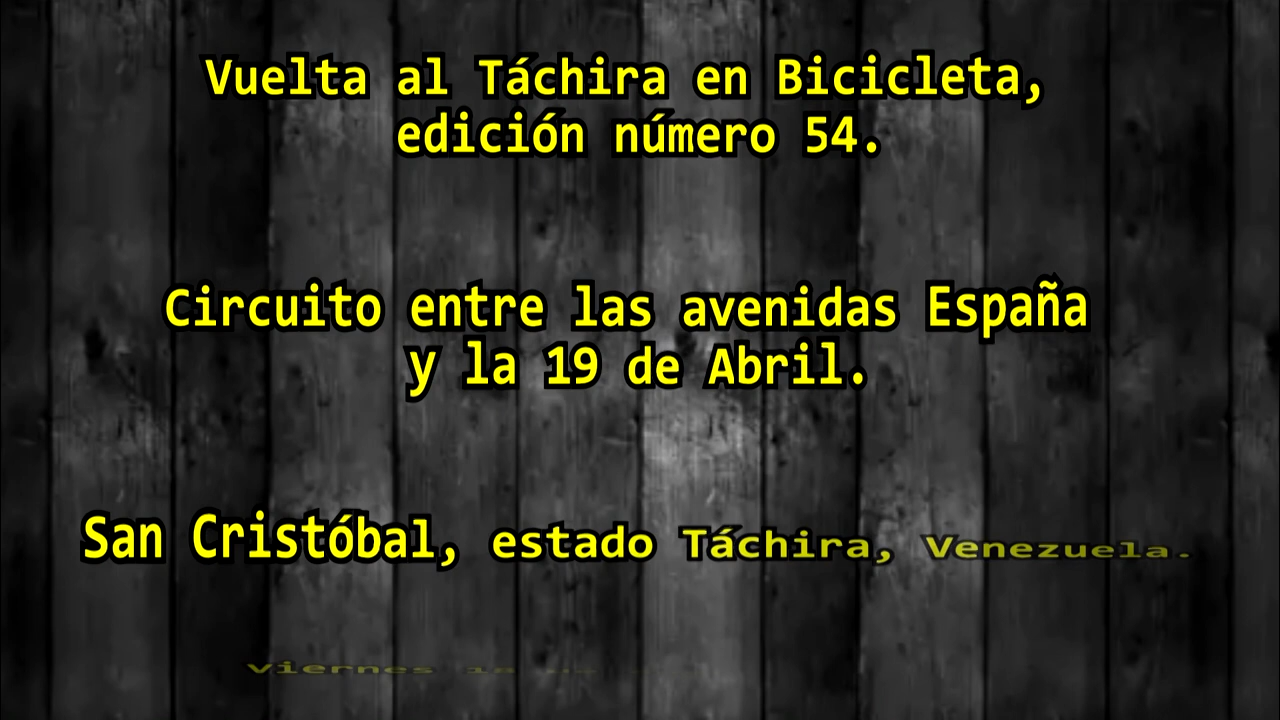 Vuelta al Táchira en Bicicleta,
edición número 54.
Circuito entre las avenidas España
y la 19 de Abril.
San Cristóbal, estado Táchira, Venezuela.
Viernes 18